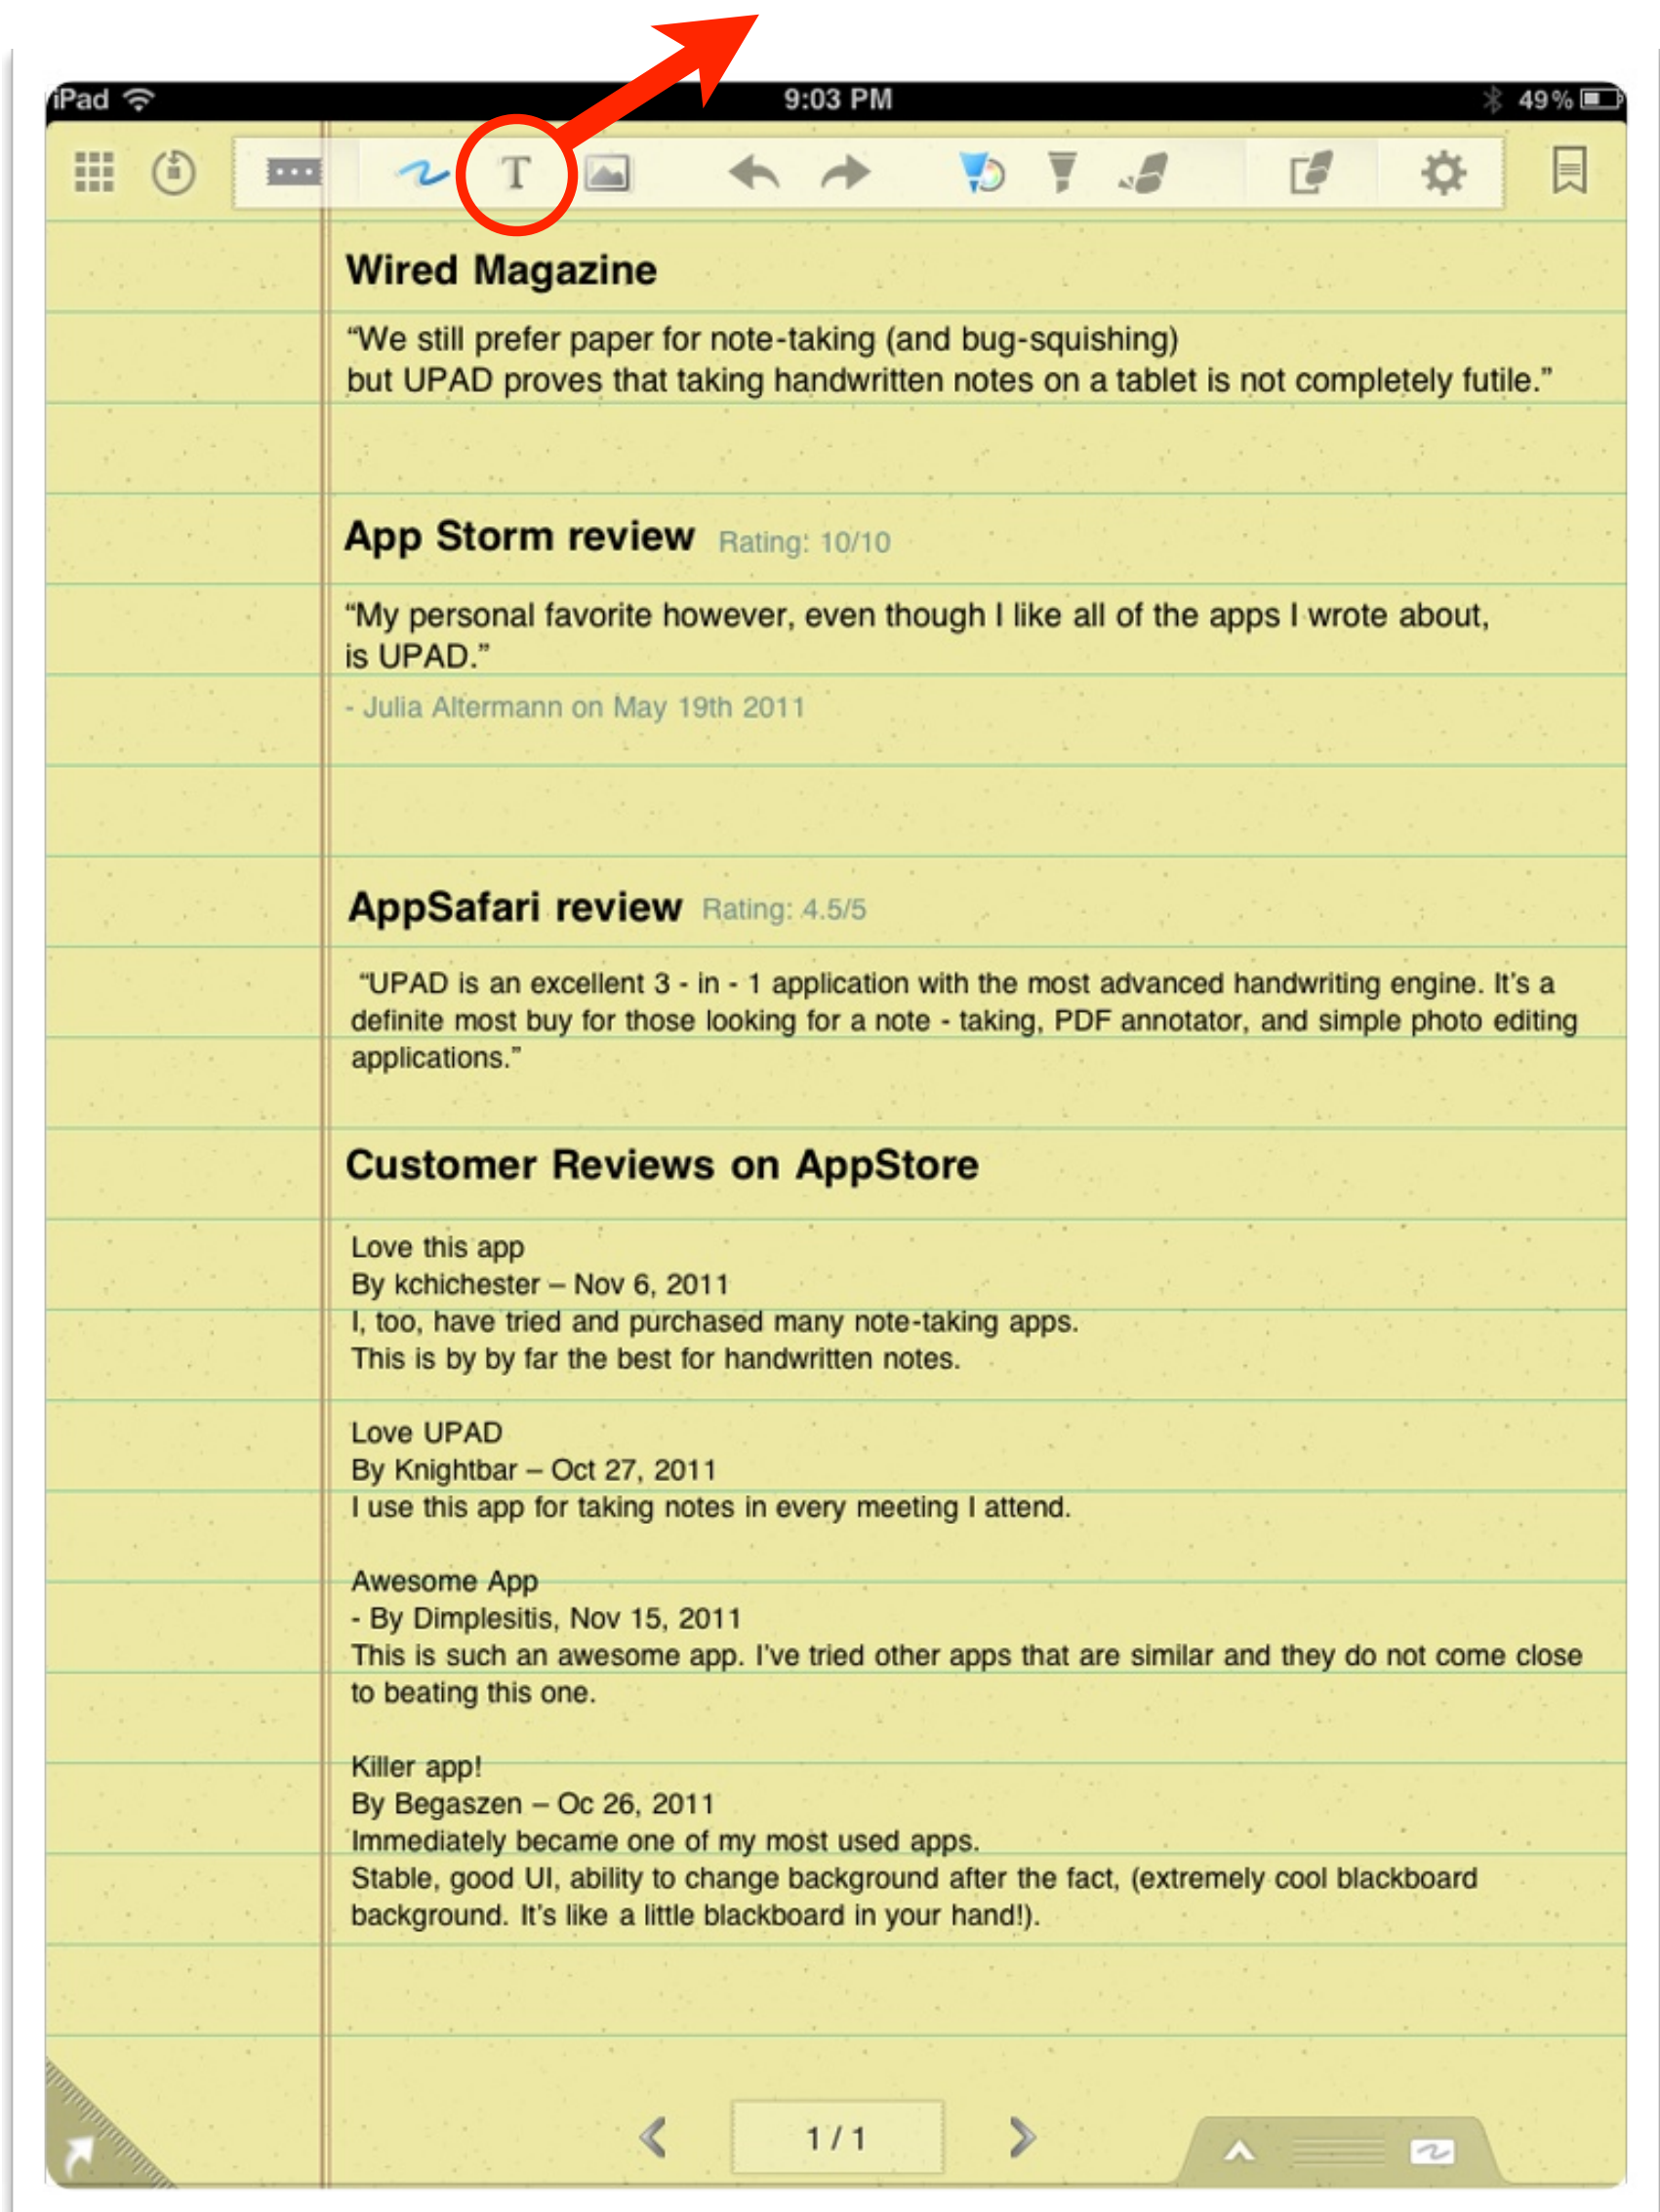 iPad 9:03 PM 49%
T
Wired Magazine
“We still prefer paper for note-taking (and bug-squishing)
but UPAD proves that taking handwritten notes on a tablet is not completely futile.”
App Storm review Rating: 10/10
“My personal favorite however, even though I like all of the apps I wrote about,
is UPAD.”
- Julia Altermann on May 19th 2011
AppSafari review Rating: 4.5/5
“UPAD is an excellent 3 - in - 1 application with the most advanced handwriting engine. It’s a
definite most buy for those looking for a note - taking, PDF annotator, and simple photo editing
applications.”
Customer Reviews on AppStore
Love this app
By kchichester – Nov 6, 2011
I, too, have tried and purchased many note-taking apps.
This is by by far the best for handwritten notes.
Love UPAD
By Knightbar – Oct 27, 2011
I use this app for taking notes in every meeting I attend.
Awesome App
- By Dimplesitis, Nov 15, 2011
This is such an awesome app. I’ve tried other apps that are similar and they do not come close
to beating this one.
Killer app!
By Begaszen – Oc 26, 2011
Immediately became one of my most used apps.
Stable, good UI, ability to change background after the fact, (extremely cool blackboard
background. It’s like a little blackboard in your hand!).
1 / 1